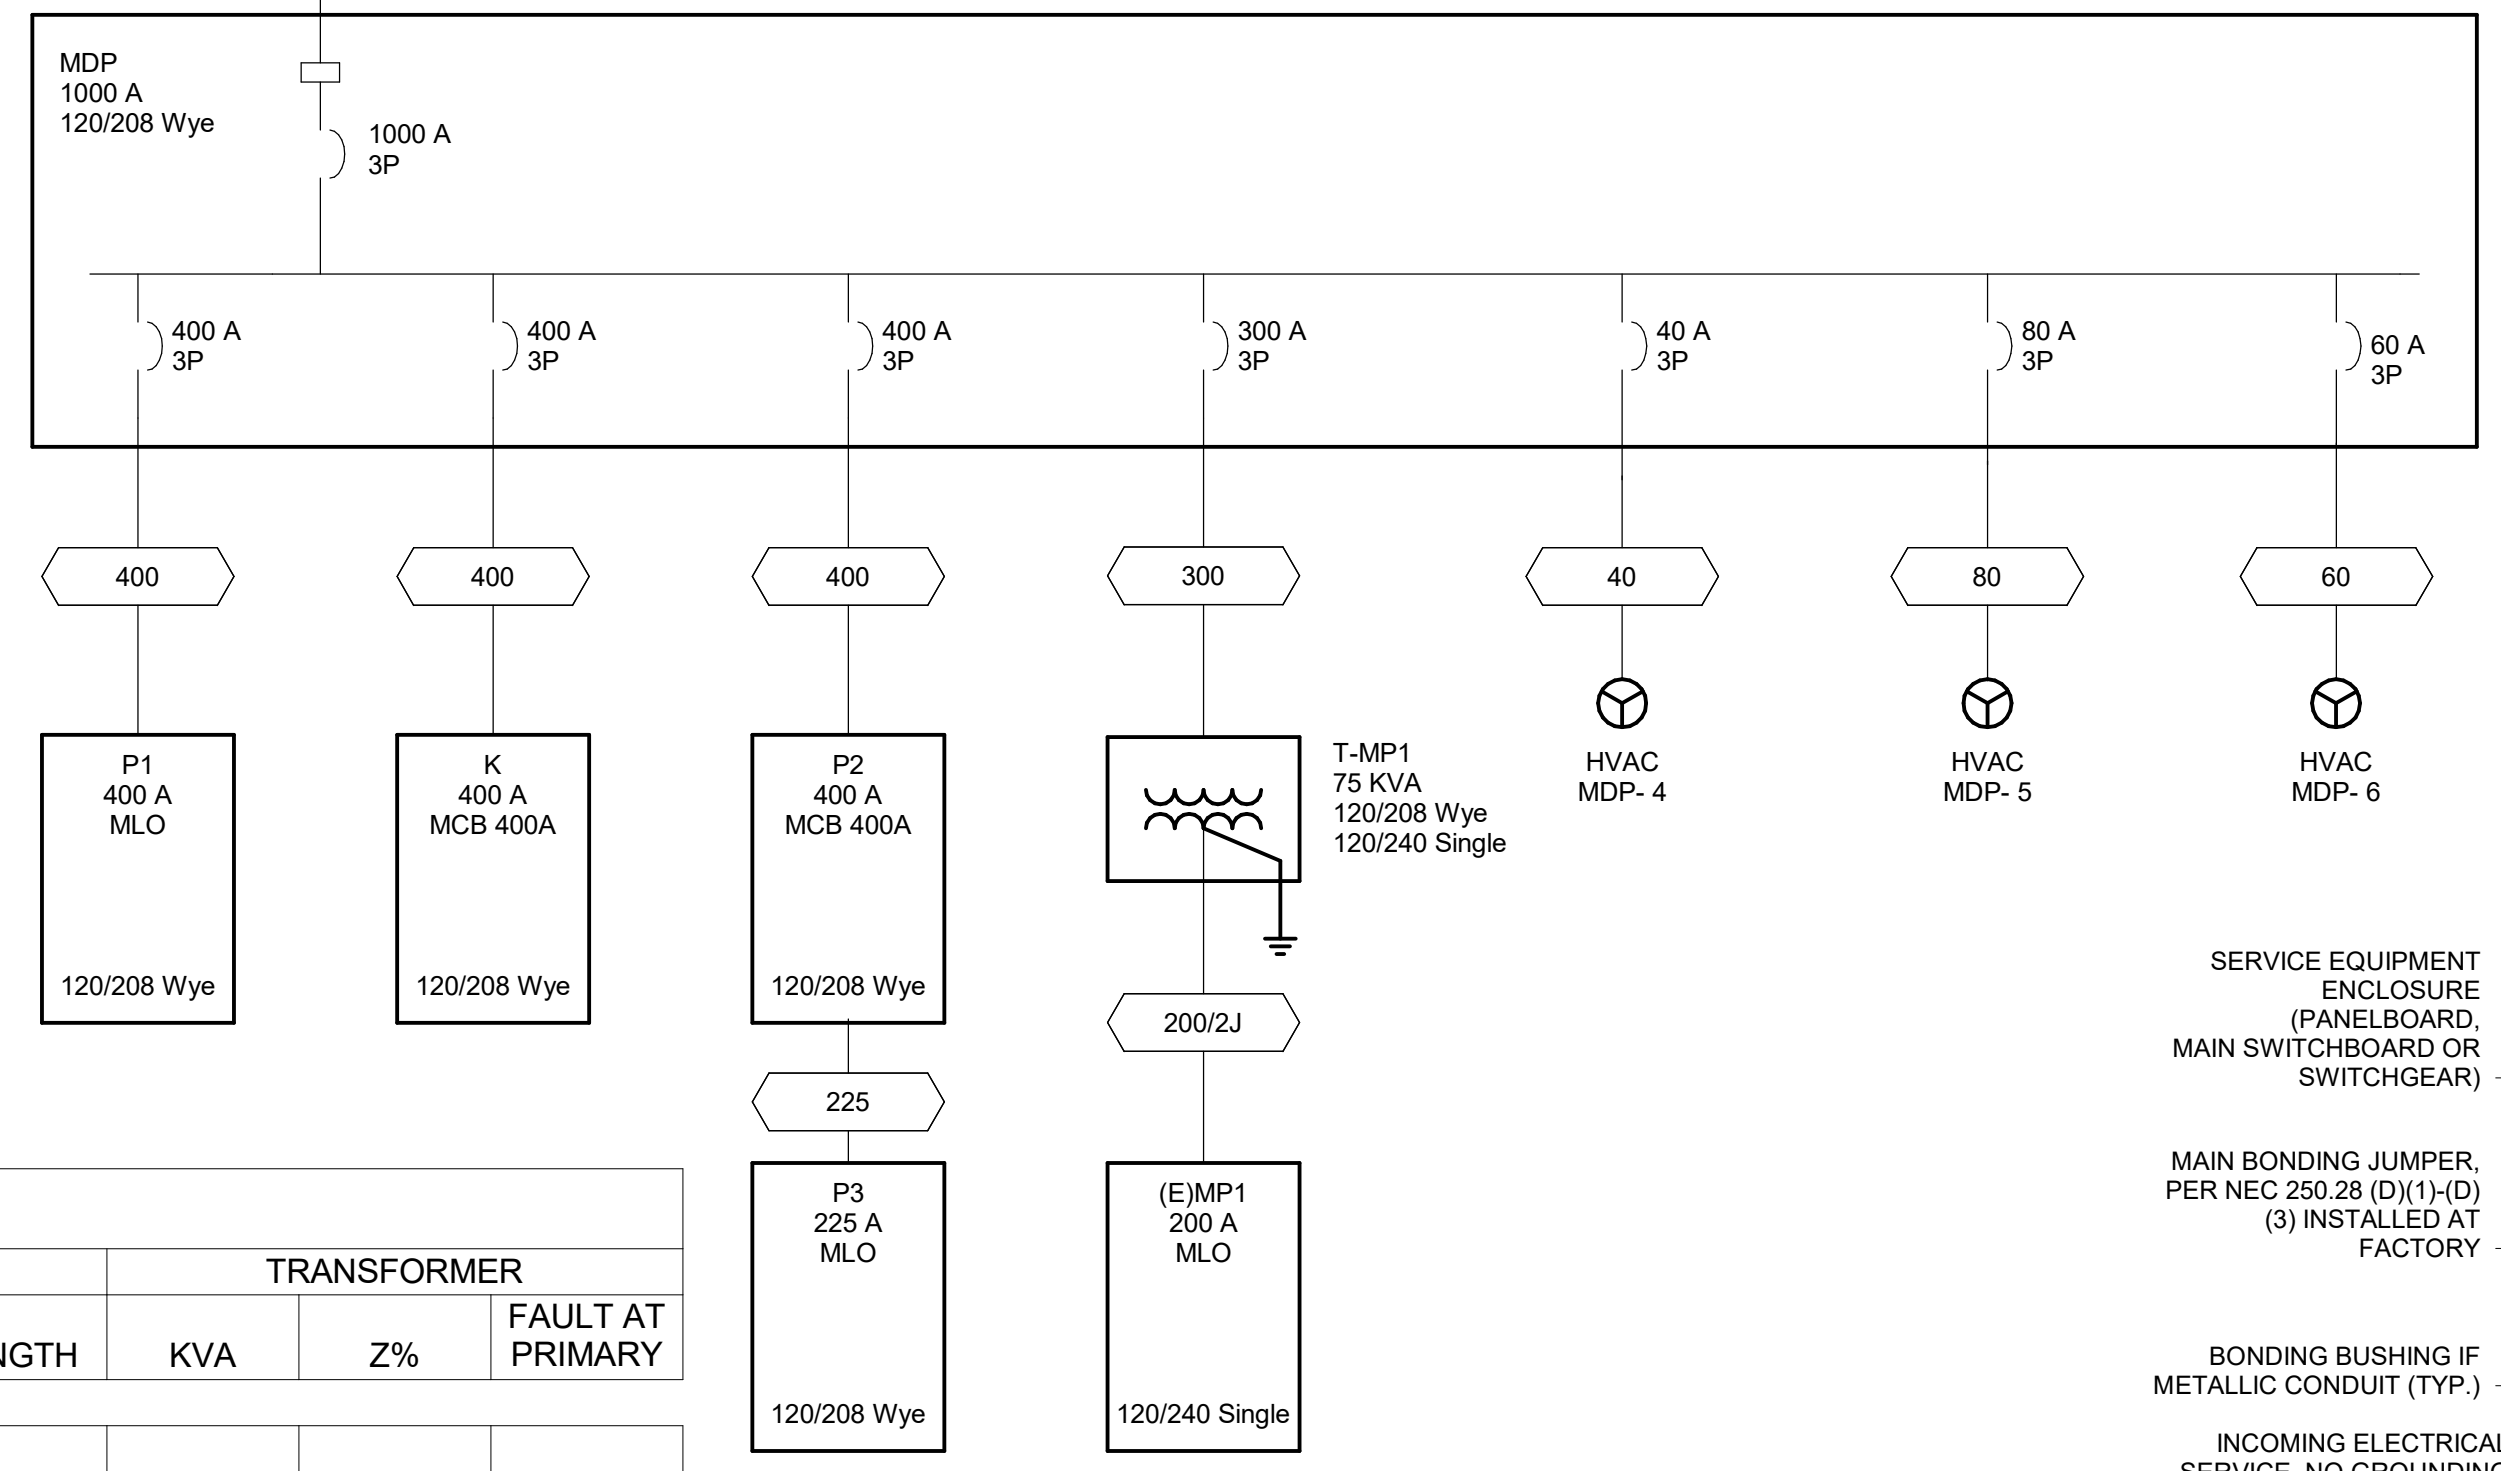 MDP
1000 A
120/208 Wye
1000 A
3P
400 A
3P
400 A
3P
400 A
3P
300 A
3P
40 A
3P
80 A
3P
60 A
3P
400
400
400
300
40
80
60
P1
400 A
MLO
120/208 Wye
K
400 A
MCB 400A
120/208 Wye
P2
400 A
MCB 400A
120/208 Wye
T-MP1
75 KVA
120/208 Wye
120/240 Single
HVAC
MDP- 4
HVAC
MDP- 5
HVAC
MDP- 6
200/2J
225
P3
225 A
MLO
120/208 Wye
(E)MP1
200 A
MLO
120/240 Single
TRANSFORMER
NGTH
KVA
Z%
FAULT AT
PRIMARY
SERVICE EQUIPMENT
ENCLOSURE
(PANELBOARD,
MAIN SWITCHBOARD OR
SWITCHGEAR)
MAIN BONDING JUMPER,
PER NEC 250.28 (D)(1)-(D)
(3) INSTALLED AT
FACTORY
BONDING BUSHING IF
METALLIC CONDUIT (TYP.)
INCOMING ELECTRICAL
SERVICE, NO GROUNDING